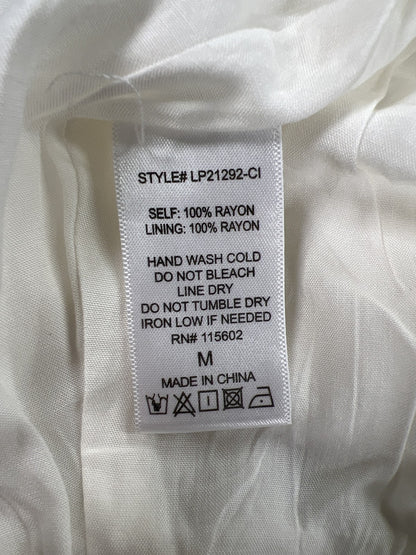 STYLE# LP21292-CI
SELF: 100% RAYON
LINING: 100% RAYON
HAND WASH COLD
DO NOT BLEACH
LINE DRY
DO NOT TUMBLE DRY
IRON LOW IF NEEDED
RN# 115602
M
MADE IN CHINA